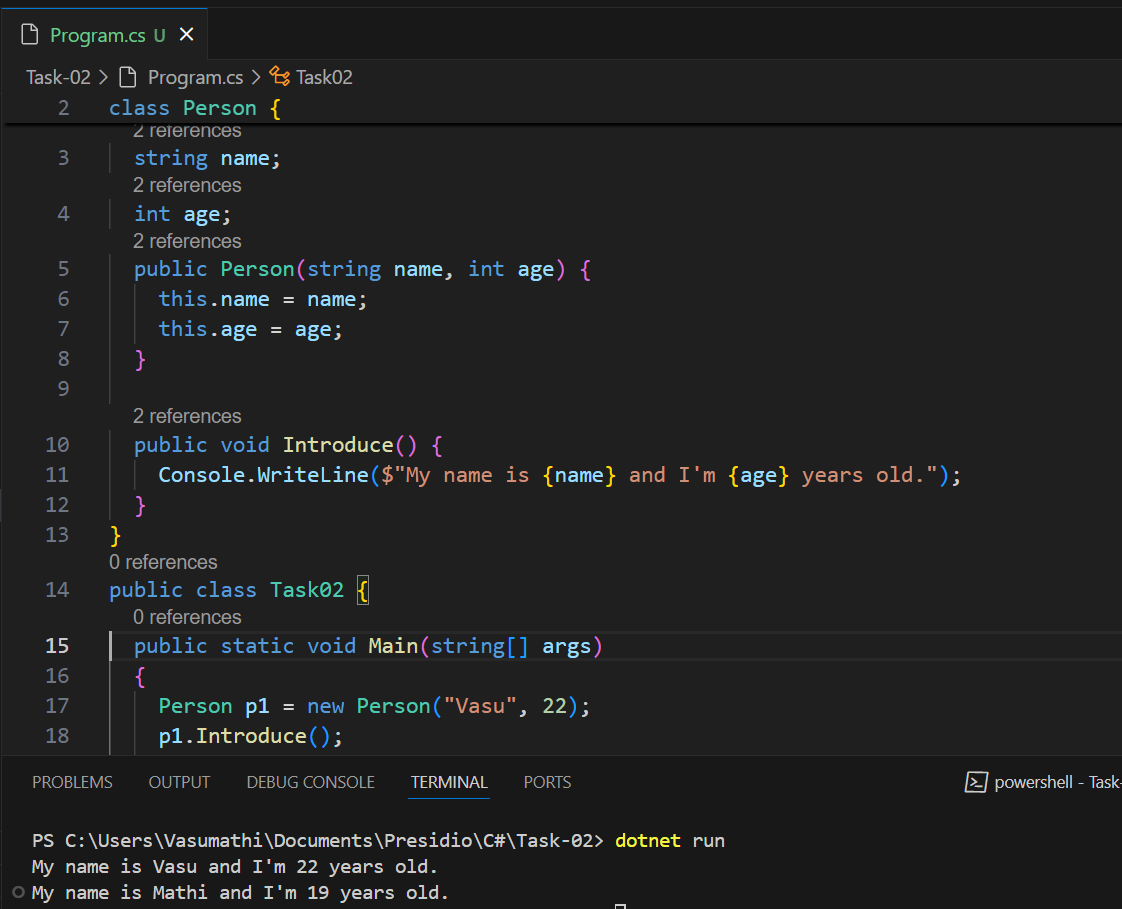 Program.cs U
Task-02 > Program.cs > Task02
2 class Person {
2 references
3 string name;
2 references
4 int age;
2 references
5 public Person(string name, int age) {
6 this.name = name;
7 this.age = age;
8 }
9
2 references
10 public void Introduce() {
11 Console.WriteLine($"My name is {name} and I'm {age} years old.");
12 }
13 }
0 references
14 public class Task02 {
0 references
15 public static void Main(string[] args)
16 {
17 Person p1 = new Person("Vasu", 22);
18 p1.Introduce();
PROBLEMS OUTPUT DEBUG CONSOLE TERMINAL PORTS powershell - Task-
PS C:\Users\Vasumathi\Documents\Presidio\C#\Task-02> dotnet run
My name is Vasu and I'm 22 years old.
My name is Mathi and I'm 19 years old.